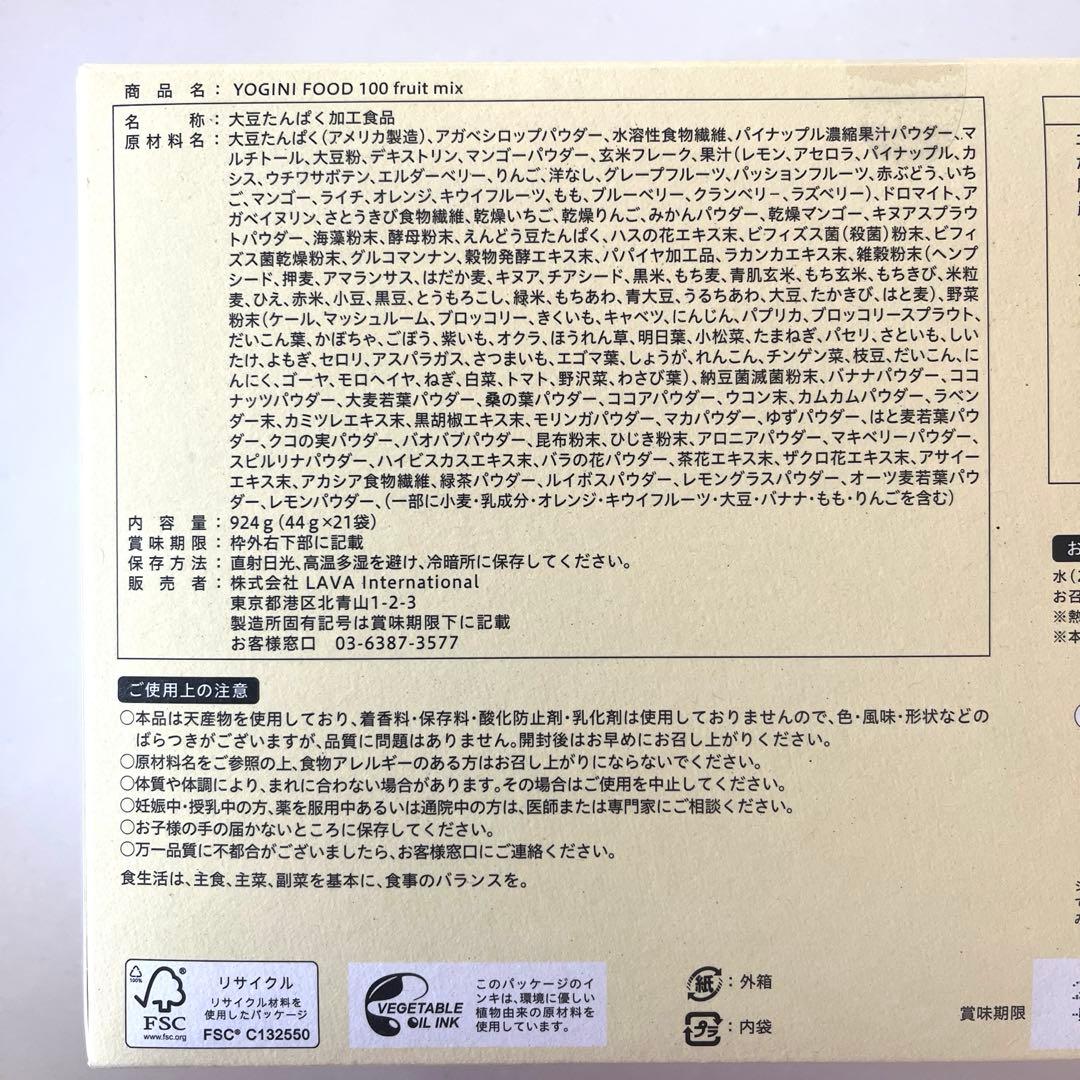 商品名： YOGINI FOOD 100 fruit mix
名称：大豆たんぱく加工食品
原材料名：大豆たんぱく（アメリカ製造）、アガベシロップパウダー、水溶性食物繊維、パイナップル濃縮果汁パウダー、マ
ルチトール、大豆粉、デキストリン、マンゴーパウダー、玄米フレーク、果汁（レモン、アセロラ、パイナップル、カ
シス、ウチワサボテン、エルダーベリー、りんご、洋なし、グレープフルーツ、パッションフルーツ、赤ぶどう、いち
ご、マンゴー、ライチ、オレンジ、キウイフルーツ、もも、ブルーベリー、クランベリー、ラズベリー）、ドロマイト、ア
ガベイヌリン、さとうきび食物繊維、乾燥いちご、乾燥りんご、みかんパウダー、乾燥マンゴー、キヌアスプラウ
トパウダー、海藻粉末、酵母粉末、えんどう豆たんぱく、ハスの花エキス末、ビフィズス菌（殺菌）粉末、ビフィ
ズス菌乾燥粉末、グルコマンナン、穀物発酵エキス末、パパイヤ加工品、ラカンカエキス末、雑穀粉末（ヘンプ
シード、押麦、アマランサス、はだか麦、キヌア、チアシード、黒米、もち麦、青肌玄米、もち玄米、もちきび、米粒
麦、ひえ、赤米、小豆、黒豆、とうもろこし、緑米、もちあわ、青大豆、うるちあわ、大豆、たかきび、はと麦）、野菜
粉末（ケール、マッシュルーム、ブロッコリー、きくいも、キャベツ、にんじん、パプリカ、ブロッコリースプラウト、
だいこん葉、かぼちゃ、ごぼう、紫いも、オクラ、ほうれん草、明日葉、小松菜、たまねぎ、パセリ、さといも、しい
たけ、よもぎ、セロリ、アスパラガス、さつまいも、エゴマ葉、しょうが、れんこん、チンゲン菜、枝豆、だいこん、に
んにく、ゴーヤ、モロヘイヤ、ねぎ、白菜、トマト、野沢菜、わさび葉）、納豆菌滅菌粉末、バナナパウダー、ココ
ナッツパウダー、大麦若葉パウダー、桑の葉パウダー、ココアパウダー、ウコン末、カムカムパウダー、ラベン
ダー末、カミツレエキス末、黒胡椒エキス末、モリンガパウダー、マカパウダー、ゆずパウダー、はと麦若葉パウ
ダー、クコの実パウダー、バオバブパウダー、昆布粉末、ひじき粉末、アロニアパウダー、マキベリーパウダー、
スピルリナパウダー、ハイビスカスエキス末、バラの花パウダー、茶花エキス末、ザクロ花エキス末、アサイー
エキス末、アカシア食物繊維、緑茶パウダー、ルイボスパウダー、レモングラスパウダー、オーツ麦若葉パウ
ダー、レモンパウダー、（一部に小麦・乳成分・オレンジ・キウイフルーツ・大豆・バナナ・もも・りんごを含む）
内容量：924g（44g×21袋）
賞味期限：枠外右下部に記載
保存方法：直射日光、高温多湿を避け、冷暗所に保存してください。
販売者：株式会社 LAVA International
東京都港区北青山1-2-3
製造所固有記号は賞味期限下に記載
お客様窓口 03-6387-3577
ご使用上の注意
○本品は天産物を使用しており、着香料・保存料・酸化防止剤・乳化剤は使用しておりませんので、色・風味・形状などの
ばらつきがございますが、品質に問題はありません。開封後はお早めにお召し上がりください。
○原材料名をご参照の上、食物アレルギーのある方はお召し上がりにならないでください。
○体質や体調により、まれに合わない場合があります。その場合はご使用を中止してください。
○妊娠中・授乳中の方、薬を服用中あるいは通院中の方は、医師または専門家にご相談ください。
○お子様の手の届かないところに保存してください。
○万一品質に不都合がございましたら、お客様窓口にご連絡ください。
食生活は、主食、主菜、副菜を基本に、食事のバランスを。
お
水（2
お召
※熱
※本
100%
FSC®
www.fsc.org
リサイクル
リサイクル材料を
使用したパッケージ
FSC® C132550
VEGETABLE
OIL INK
このパッケージのイ
ンキは、環境に優しい
植物由来の原材料を
使用しています。
紙：外箱
プラ：内袋
賞味期限